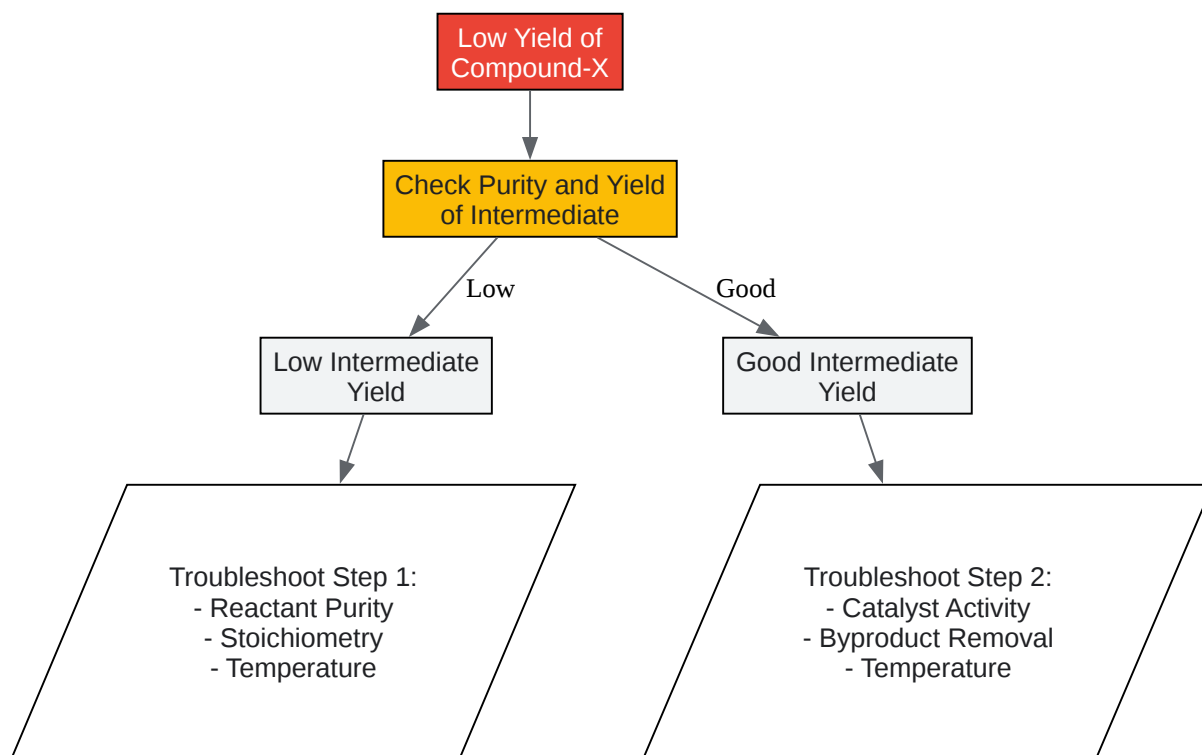 Low Yield of
Compound-X
Check Purity and Yield
of Intermediate
Low
Good
Low Intermediate
Yield
Good Intermediate
Yield
Troubleshoot Step 1:
- Reactant Purity
- Stoichiometry
- Temperature
Troubleshoot Step 2:
- Catalyst Activity
- Byproduct Removal
- Temperature